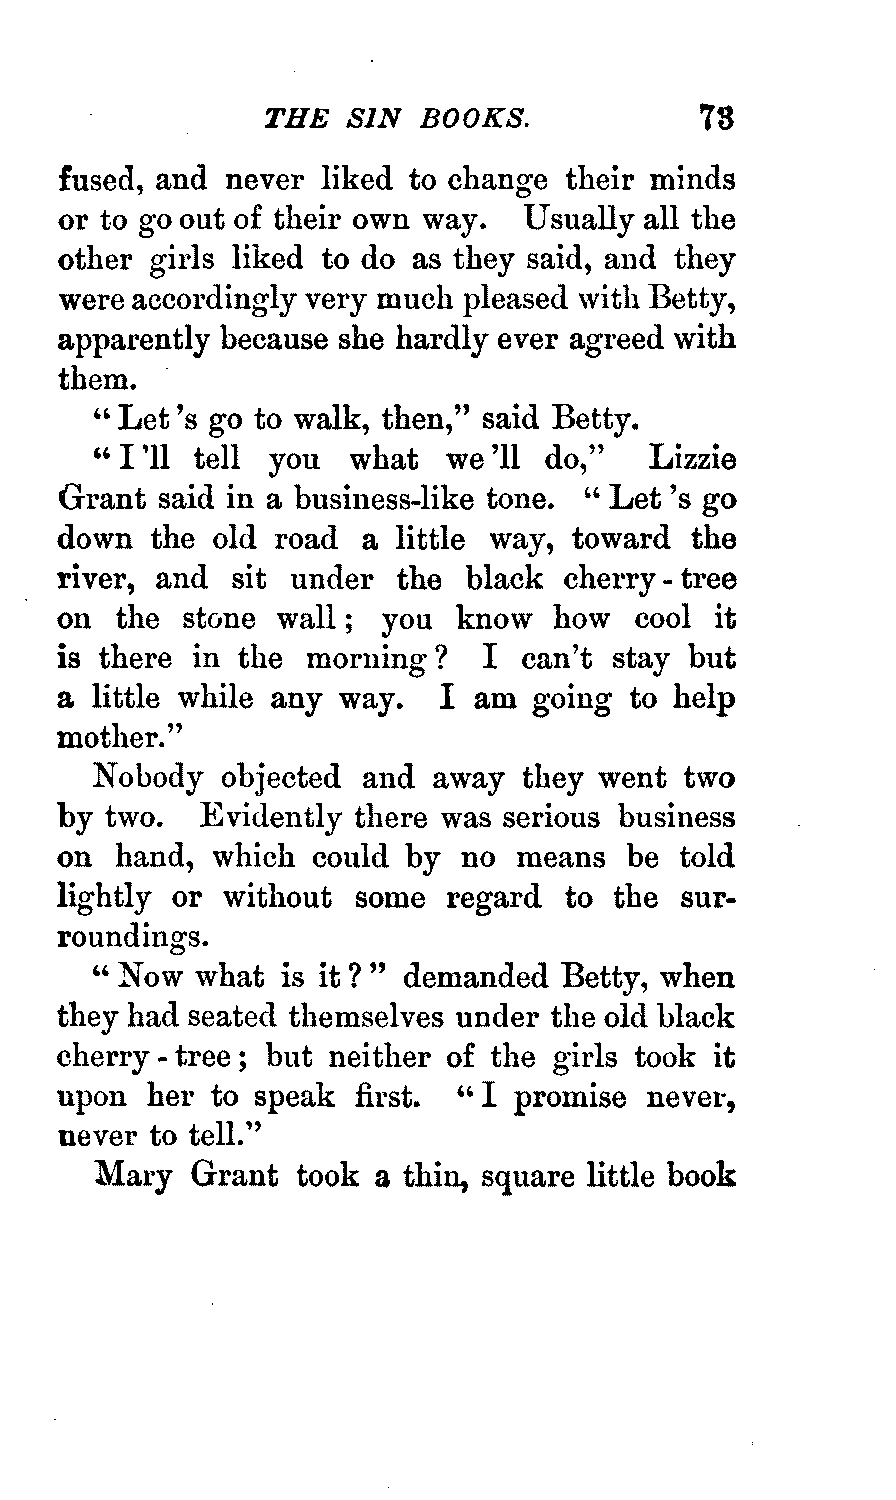 THE SIN BOOKS. 73
fused, and never liked to change their minds
or to go out of their own way. Usually all the
other girls liked to do as they said, and they
were accordingly very much pleased with Betty,
apparently because she hardly ever agreed with
them.
“Let's go to walk, then,” said Betty.
“I'll tell you what we'll do,” Lizzie
Grant said in a business-like tone. “Let's go
down the old road a little way, toward the
river, and sit under the black cherry-tree
on the stone wall; you know how cool it
is there in the morning? I can't stay but
a little while any way. I am going to help
mother.”
Nobody objected and away they went two
by two. Evidently there was serious business
on hand, which could by no means be told
lightly or without some regard to the sur-
roundings.
“Now what is it?” demanded Betty, when
they had seated themselves under the old black
cherry-tree; but neither of the girls took it
upon her to speak first. “I promise never,
never to tell.”
Mary Grant took a thin, square little book